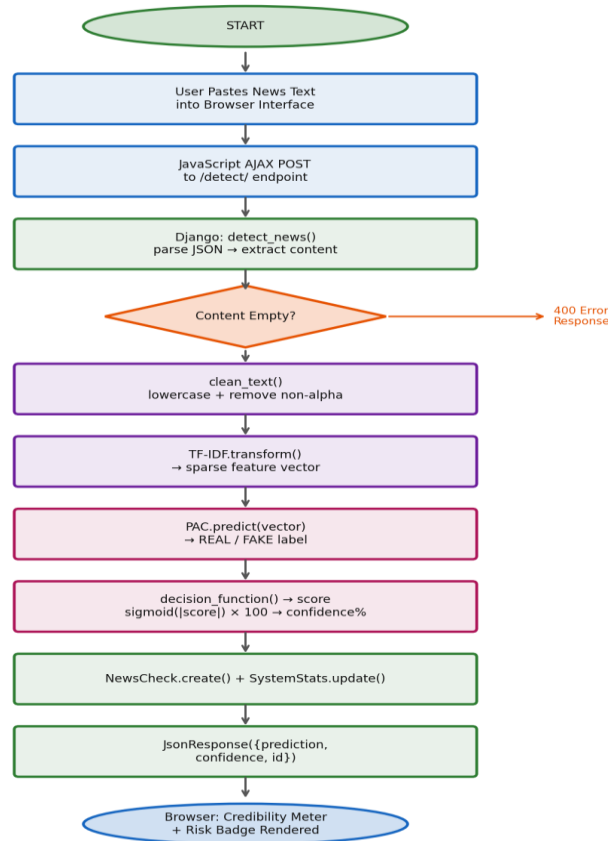 START
User Pastes News Text
into Browser Interface
JavaScript AJAX POST
to /detect/ endpoint
Django: detect_news()
parse JSON → extract content
Content Empty?
400 Error
Response
clean_text()
lowercase + remove non-alpha
TF-IDF.transform()
→ sparse feature vector
PAC.predict(vector)
→ REAL / FAKE label
decision_function() → score
sigmoid(|score|) × 100 → confidence%
NewsCheck.create() + SystemStats.update()
JsonResponse({prediction,
confidence, id})
Browser: Credibility Meter
+ Risk Badge Rendered